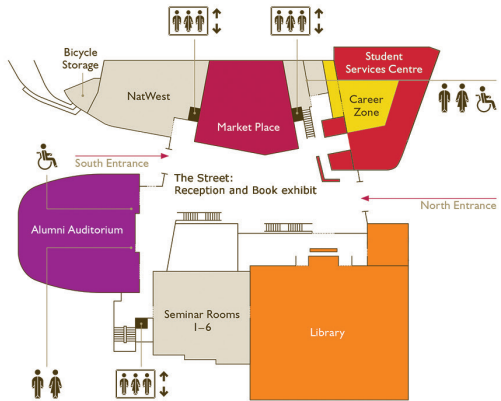 Bicycle
Storage
NatWest
Market Place
Student
Services Centre
Career
Zone
South Entrance
The Street:
Reception and Book exhibit
North Entrance
Alumni Auditorium
Seminar Rooms
1–6
Library